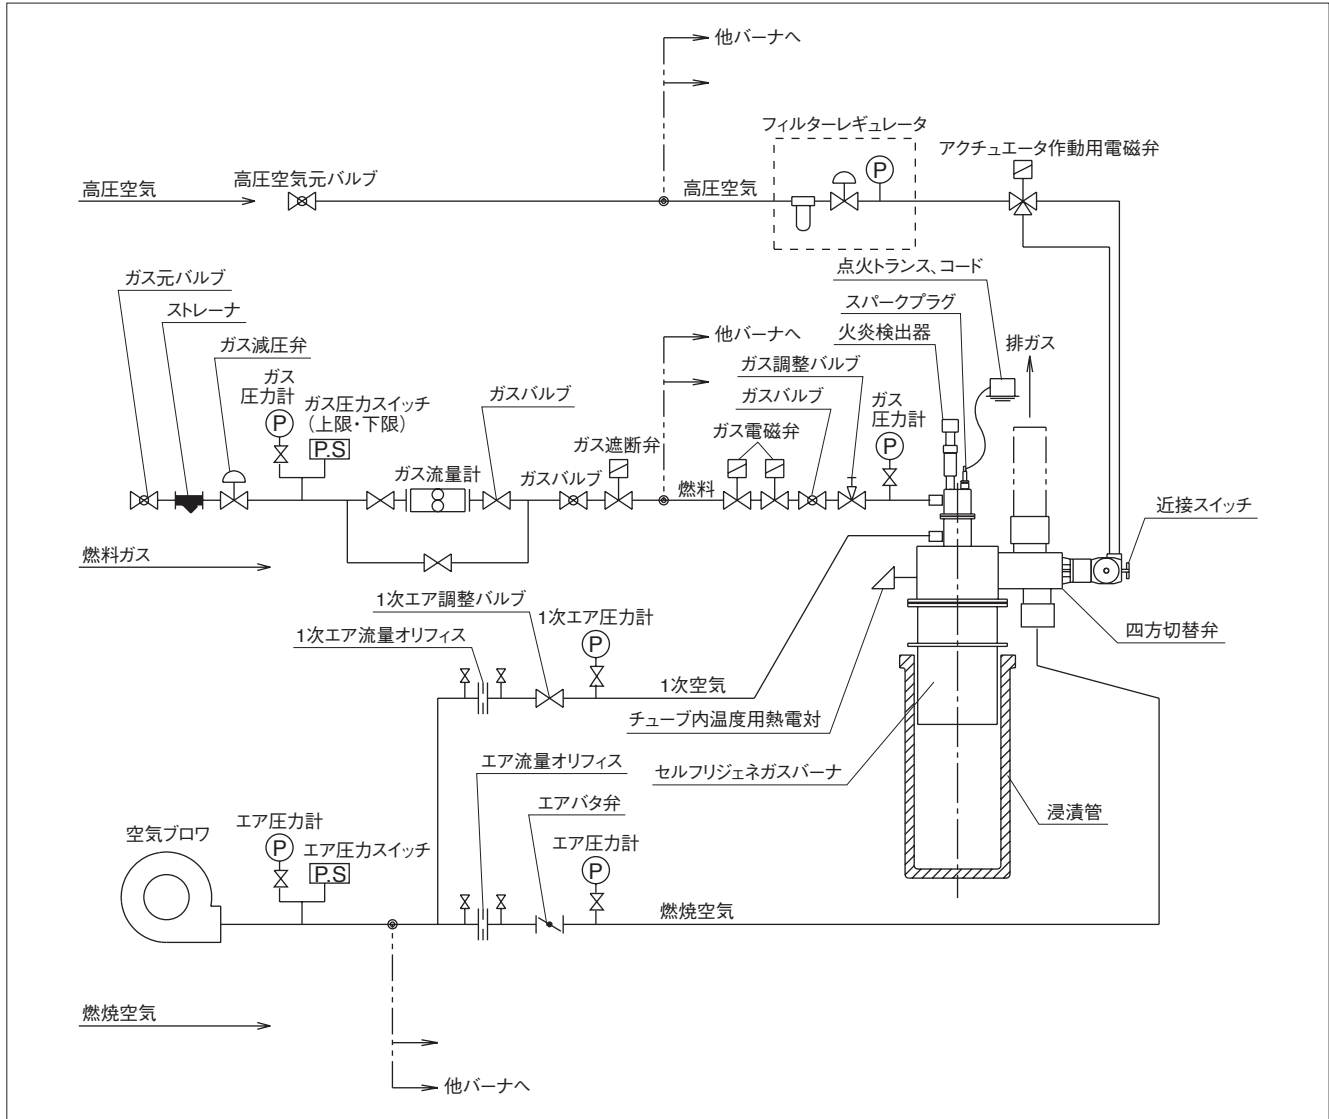 他バーナへ
フィルターレギュレータ
アクチュエータ作動用電磁弁
P
高圧空気
高圧空気元バルブ
高圧空気
点火トランス、コード
スパークプラグ
火炎検出器
排ガス
ガス元バルブ
ストレーナ
ガス減圧弁
ガス
圧力計
P
ガス圧力スイッチ
(上限・下限)
P.S
ガス流量計
ガスバルブ
ガスバルブ
ガス遮断弁
他バーナへ
燃料
ガス電磁弁
ガスバルブ
ガス調整バルブ
ガス
圧力計
P
近接スイッチ
燃料ガス
四方切替弁
1次エア調整バルブ
1次エア流量オリフィス
1次エア圧力計
P
1次空気
チューブ内温度用熱電対
セルフリジェネガスバーナ
浸漬管
エア流量オリフィス
エアバタ弁
エア圧力計
P
空気ブロワ
エア圧力計
P
エア圧力スイッチ
P.S
燃焼空気
燃焼空気
他バーナへ